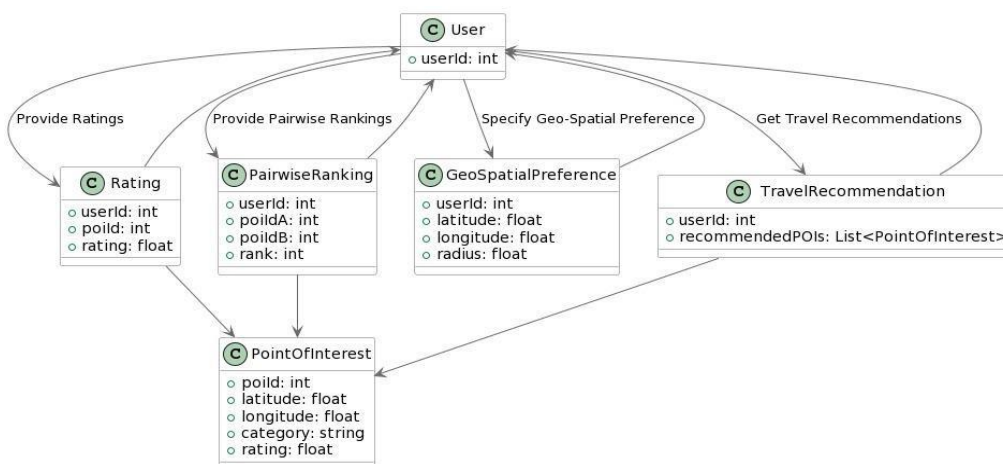 C User
userId: int
Provide Ratings
Provide Pairwise Rankings
Specify Geo-Spatial Preference
Get Travel Recommendations
C Rating
userId: int
poiId: int
rating: float
C PairwiseRanking
userId: int
poiIdA: int
poiIdB: int
rank: int
C GeoSpatialPreference
userId: int
latitude: float
longitude: float
radius: float
C TravelRecommendation
userId: int
recommendedPOIs: List<PointOfInterest>
C PointOfInterest
poiId: int
latitude: float
longitude: float
category: string
rating: float